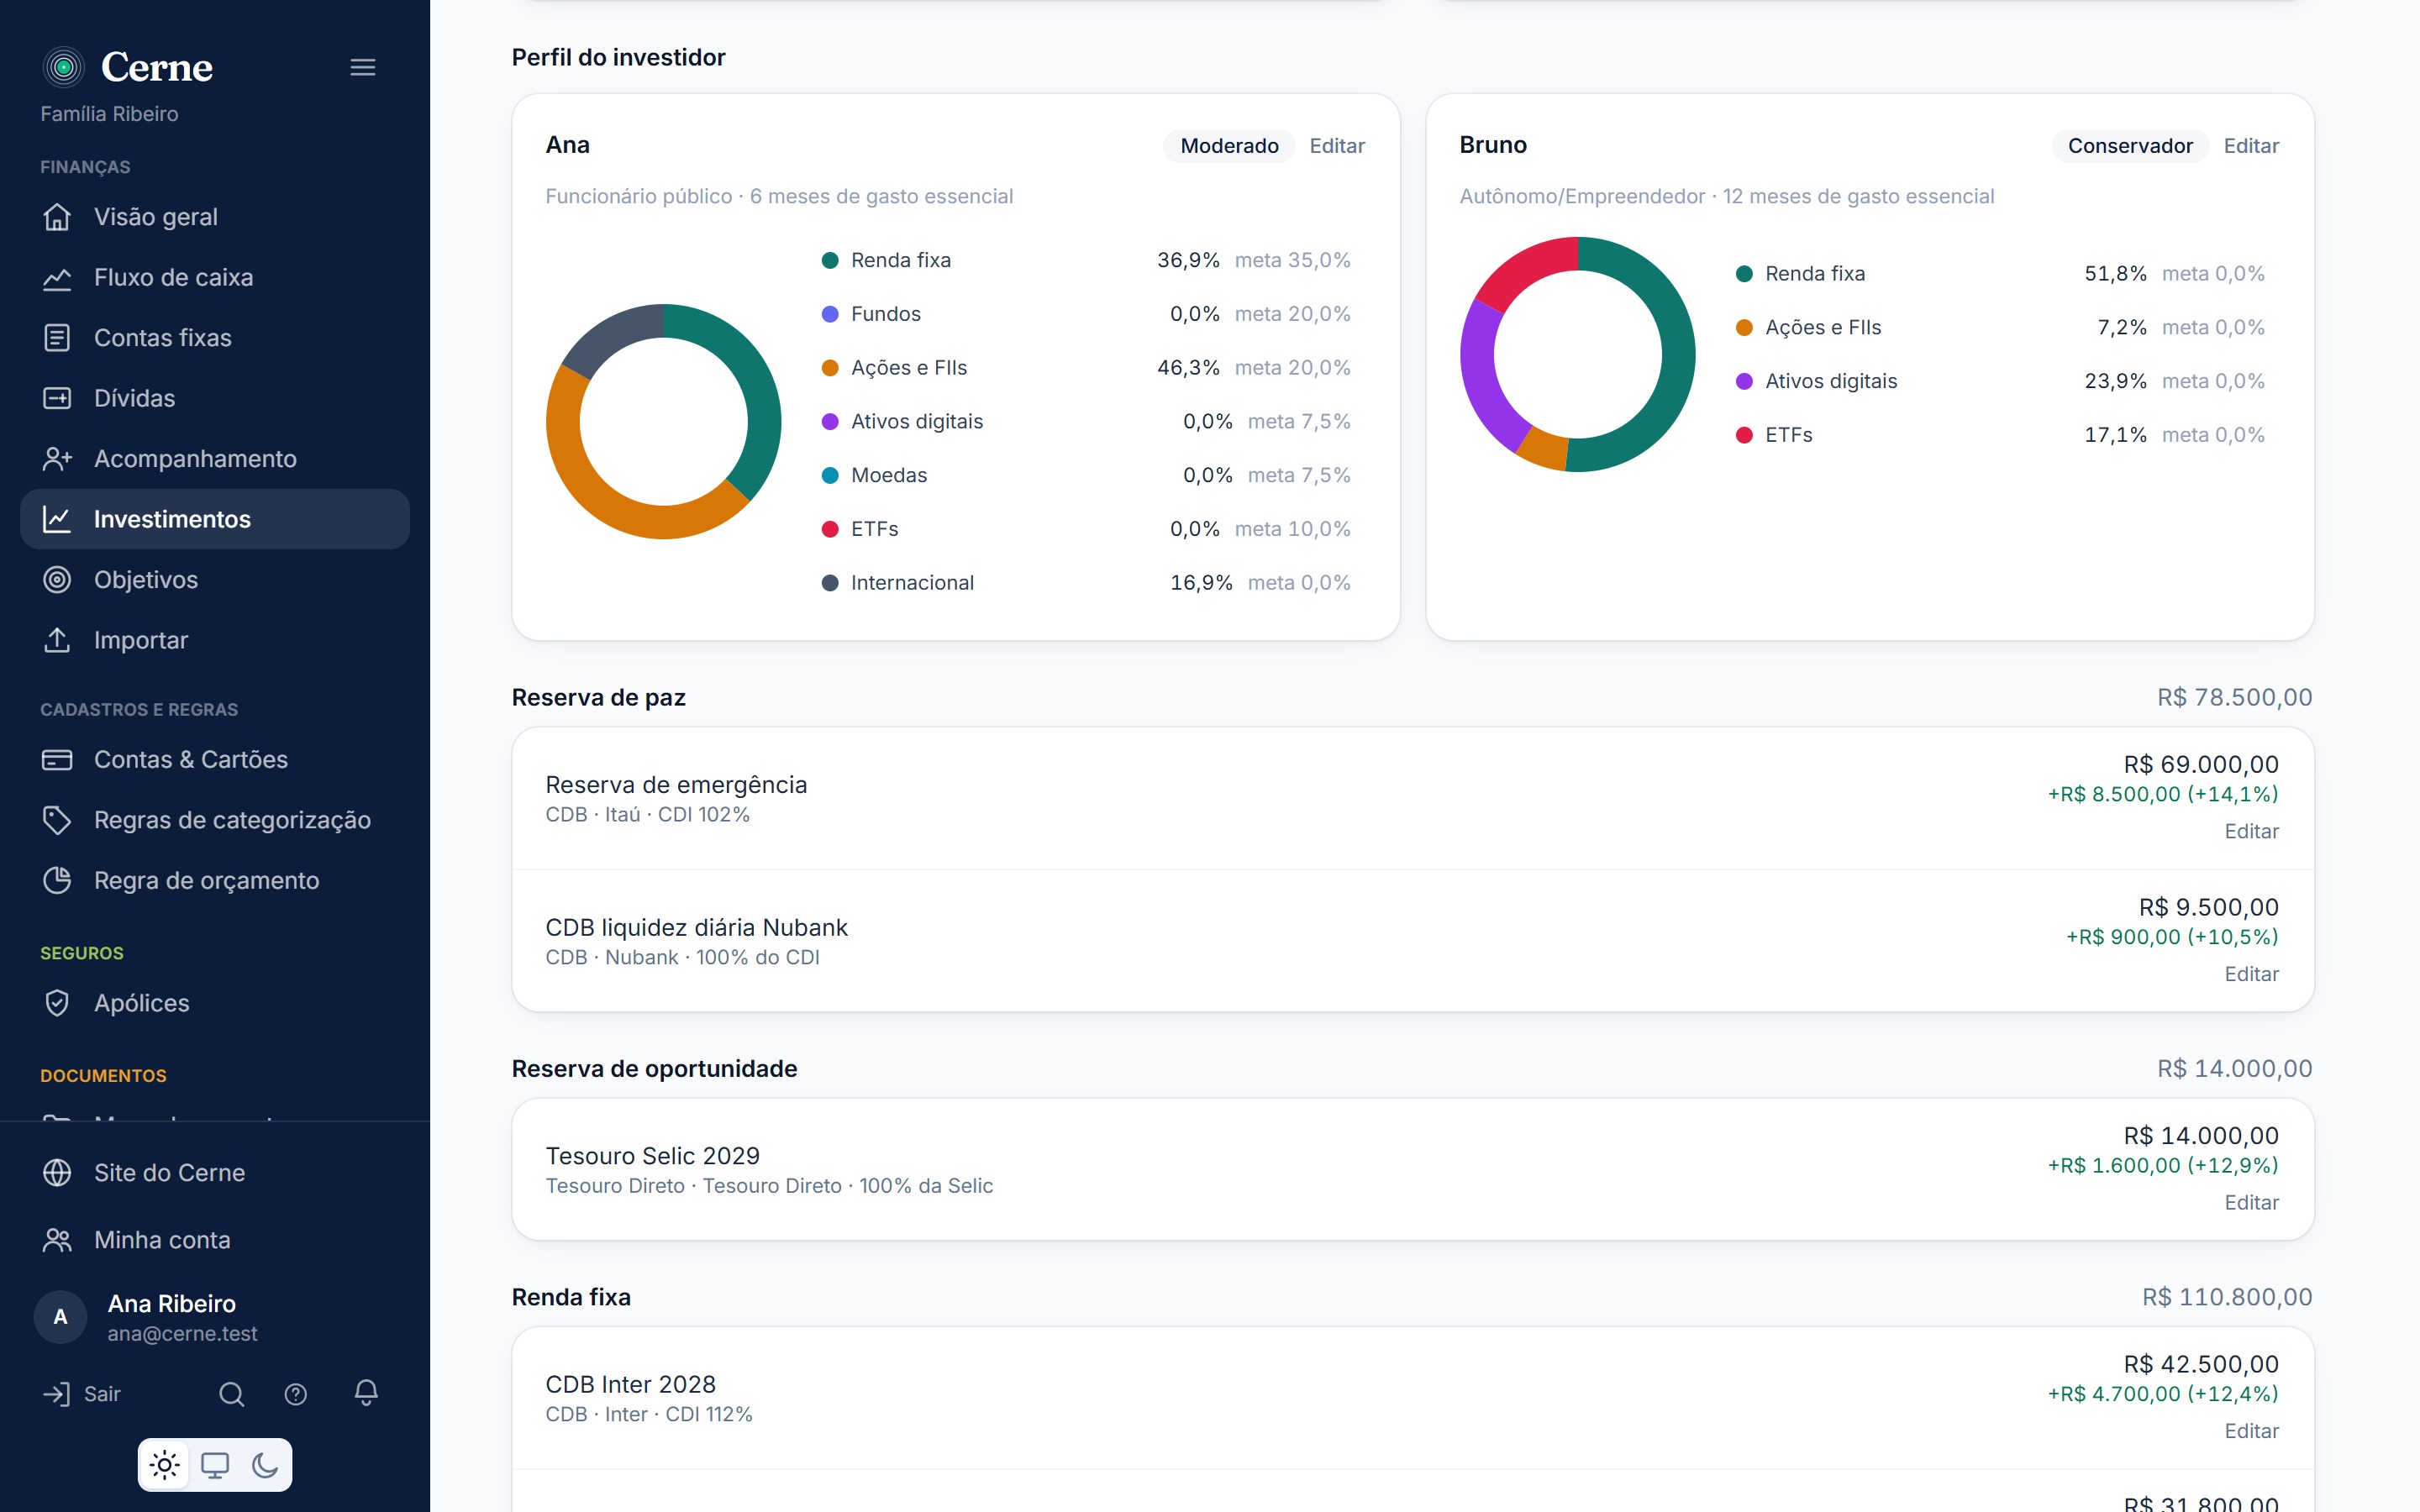 Cerne
Família Ribeiro
FINANÇAS
Visão geral
Fluxo de caixa
Contas fixas
Dívidas
Acompanhamento
Investimentos
Objetivos
Importar
CADASTROS E REGRAS
Contas & Cartões
Regras de categorização
Regra de orçamento
SEGUROS
Apólices
DOCUMENTOS
Site do Cerne
Minha conta
A
Ana Ribeiro
ana@cerne.test
Sair
Perfil do investidor
Ana
Moderado Editar
Funcionário público · 6 meses de gasto essencial
Renda fixa 36,9% meta 35,0%
Fundos 0,0% meta 20,0%
Ações e FIIs 46,3% meta 20,0%
Ativos digitais 0,0% meta 7,5%
Moedas 0,0% meta 7,5%
ETFs 0,0% meta 10,0%
Internacional 16,9% meta 0,0%
Bruno
Conservador Editar
Autônomo/Empreendedor · 12 meses de gasto essencial
Renda fixa 51,8% meta 0,0%
Ações e FIIs 7,2% meta 0,0%
Ativos digitais 23,9% meta 0,0%
ETFs 17,1% meta 0,0%
Reserva de paz R$ 78.500,00
Reserva de emergência
CDB · Itaú · CDI 102%
R$ 69.000,00
+R$ 8.500,00 (+14,1%)
Editar
CDB liquidez diária Nubank
CDB · Nubank · 100% do CDI
R$ 9.500,00
+R$ 900,00 (+10,5%)
Editar
Reserva de oportunidade R$ 14.000,00
Tesouro Selic 2029
Tesouro Direto · Tesouro Direto · 100% da Selic
R$ 14.000,00
+R$ 1.600,00 (+12,9%)
Editar
Renda fixa R$ 110.800,00
CDB Inter 2028
CDB · Inter · CDI 112%
R$ 42.500,00
+R$ 4.700,00 (+12,4%)
Editar
R$ 31.800,00